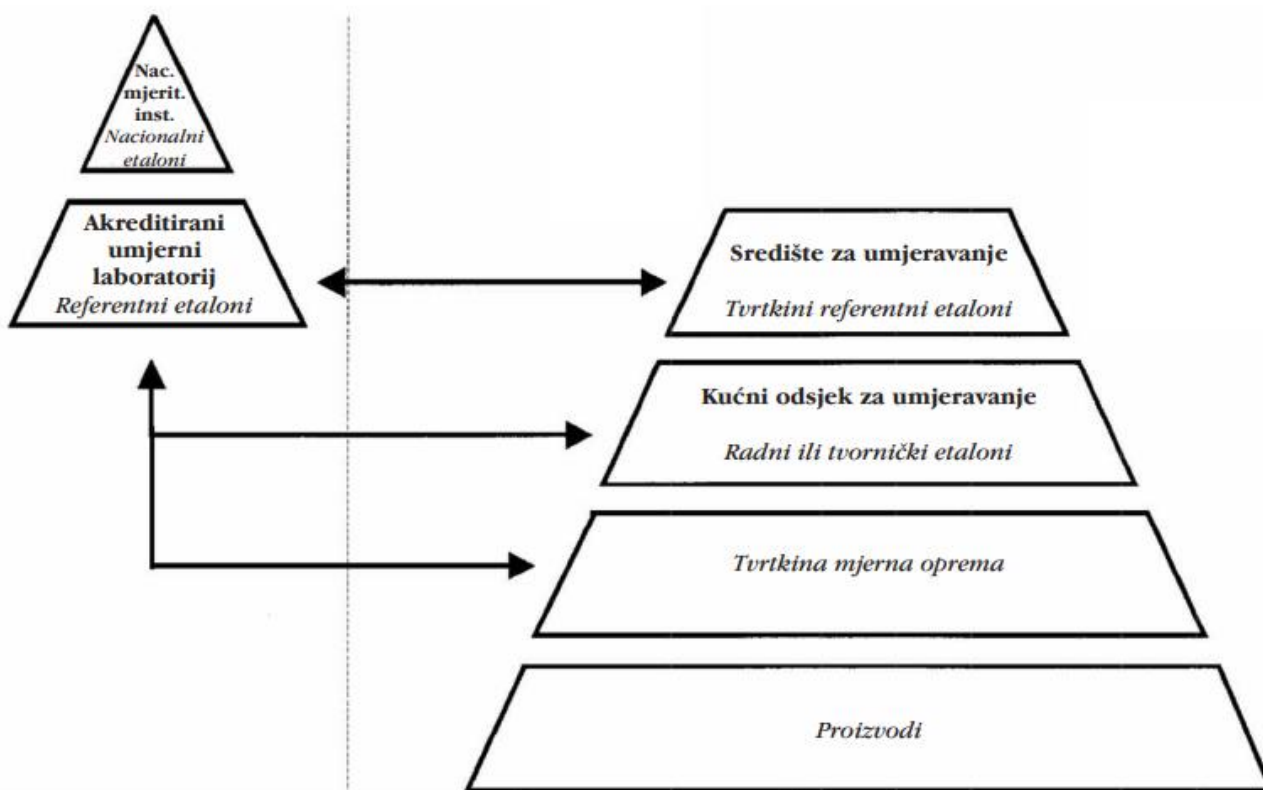 Nac.
mjerit.
inst.
Nacionalni
etaloni
Akreditirani
umjerni
laboratorij
Referentni etaloni
Središte za umjeravanje
Tvrtkini referentni etaloni
Kućni odsjek za umjeravanje
Radni ili tvornički etaloni
Tvrtkina mjerna oprema
Proizvodi